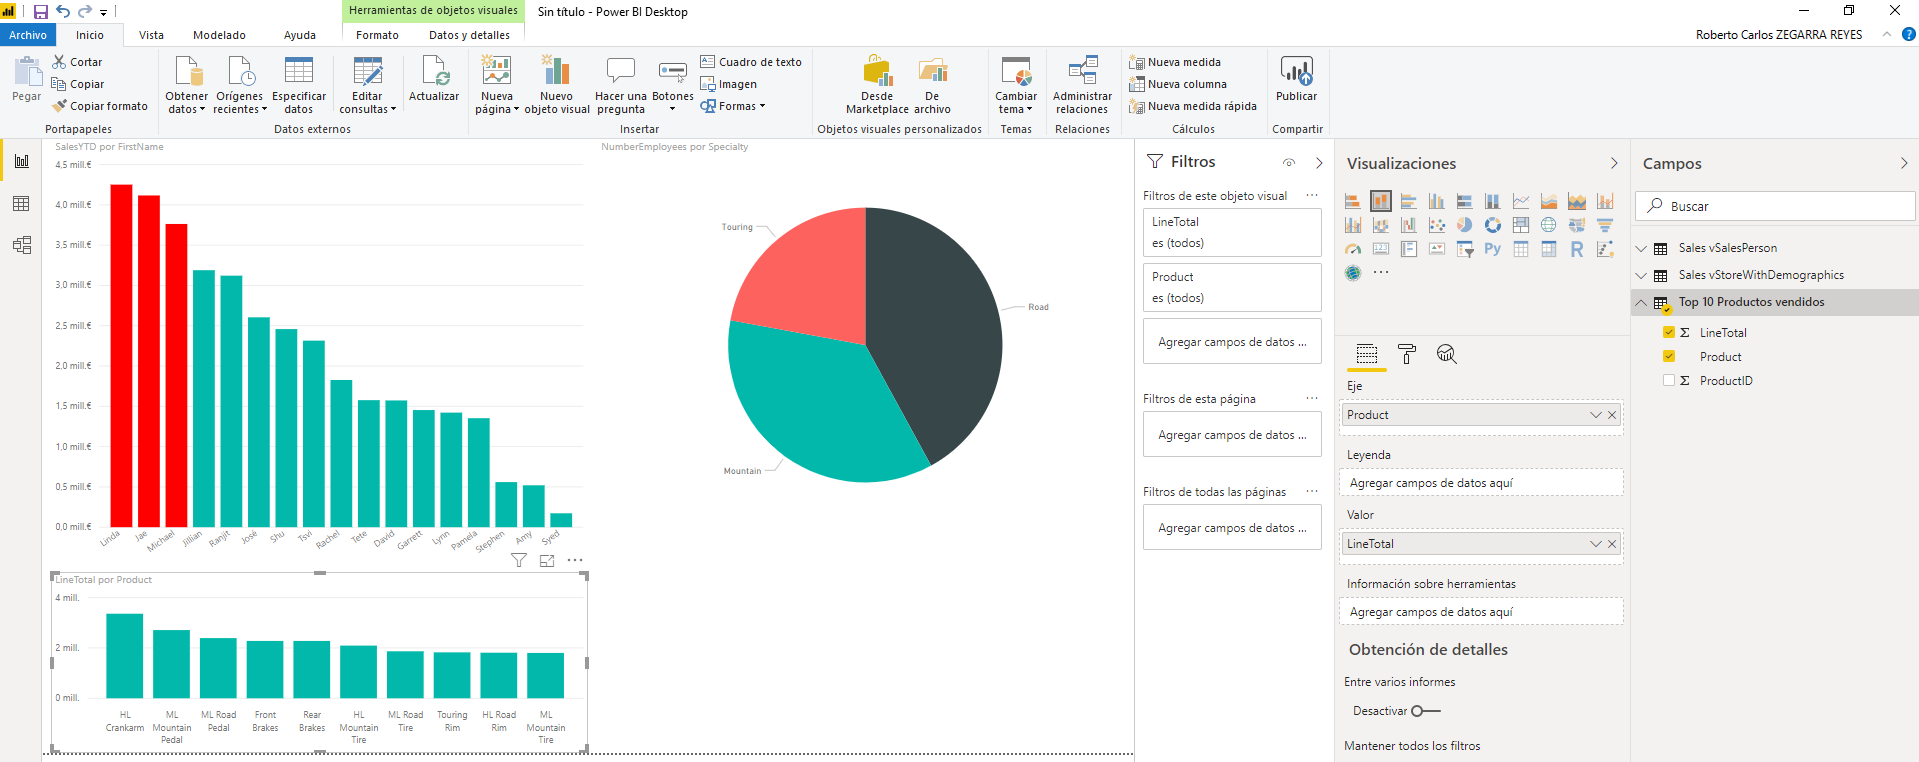 Herramientas de objetos visuales
Sin título - Power BI Desktop
Archivo
Inicio
Vista
Modelado
Ayuda
Formato
Datos y detalles
Roberto Carlos ZEGARRA REYES
?
Pegar
Cortar
Copiar
Copiar formato
Portapapeles
Obtener
datos
Orígenes
recientes
Especificar
datos
Editar
consultas
Datos externos
Actualizar
Nueva
página
Nuevo
objeto visual
Hacer una
pregunta
Botones
Cuadro de texto
Imagen
Formas
Insertar
Desde
Marketplace
De
archivo
Objetos visuales personalizados
Cambiar
tema
Temas
Administrar
relaciones
Relaciones
Nueva medida
Nueva columna
Nueva medida rápida
Cálculos
Publicar
Compartir
SalesYTD por FirstName
4,5 mill.€
4,0 mill.€
3,5 mill.€
3,0 mill.€
2,5 mill.€
2,0 mill.€
1,5 mill.€
1,0 mill.€
0,5 mill.€
0,0 mill.€
Linda
Jae
Michael
Jillian
Ranjit
José
Shu
Tsvi
Rachel
Tete
David
Garrett
Lynn
Pamela
Stephen
Amy
Syed
NumberEmployees por Specialty
Touring
Road
Mountain
LineTotal por Product
4 mill.
2 mill.
0 mill.
HL
Crankarm
ML
Mountain
Pedal
ML Road
Pedal
Front
Brakes
Rear
Brakes
HL
Mountain
Tire
ML Road
Tire
Touring
Rim
HL Road
Rim
ML
Mountain
Tire
Filtros
Filtros de este objeto visual
...
LineTotal
es (todos)
Product
es (todos)
Agregar campos de datos ...
Filtros de esta página
...
Agregar campos de datos ...
Filtros de todas las páginas
...
Agregar campos de datos ...
Visualizaciones
123
Py
R
...
Eje
Product
Leyenda
Agregar campos de datos aquí
Valor
LineTotal
Información sobre herramientas
Agregar campos de datos aquí
Obtención de detalles
Entre varios informes
Desactivar
Mantener todos los filtros
Campos
Buscar
Sales vSalesPerson
Sales vStoreWithDemographics
Top 10 Productos vendidos
Σ LineTotal
Product
Σ ProductID